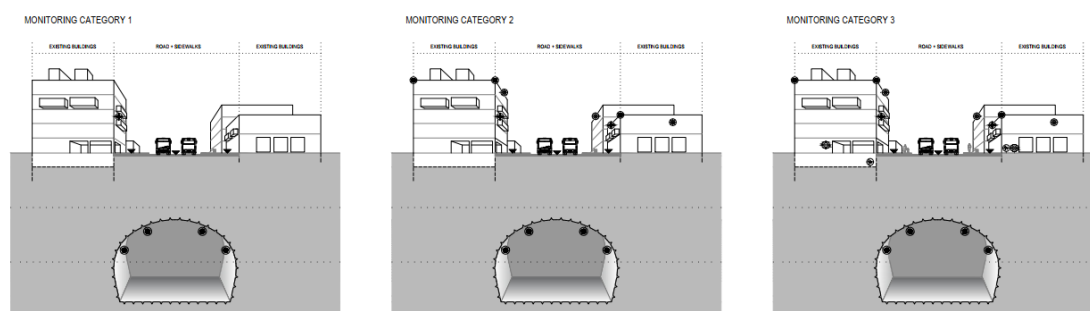 MONITORING CATEGORY 1
EXISTING BUILDINGS
ROAD + SIDEWALKS
EXISTING BUILDINGS
MONITORING CATEGORY 2
EXISTING BUILDINGS
ROAD + SIDEWALKS
EXISTING BUILDINGS
MONITORING CATEGORY 3
EXISTING BUILDINGS
ROAD + SIDEWALKS
EXISTING BUILDINGS